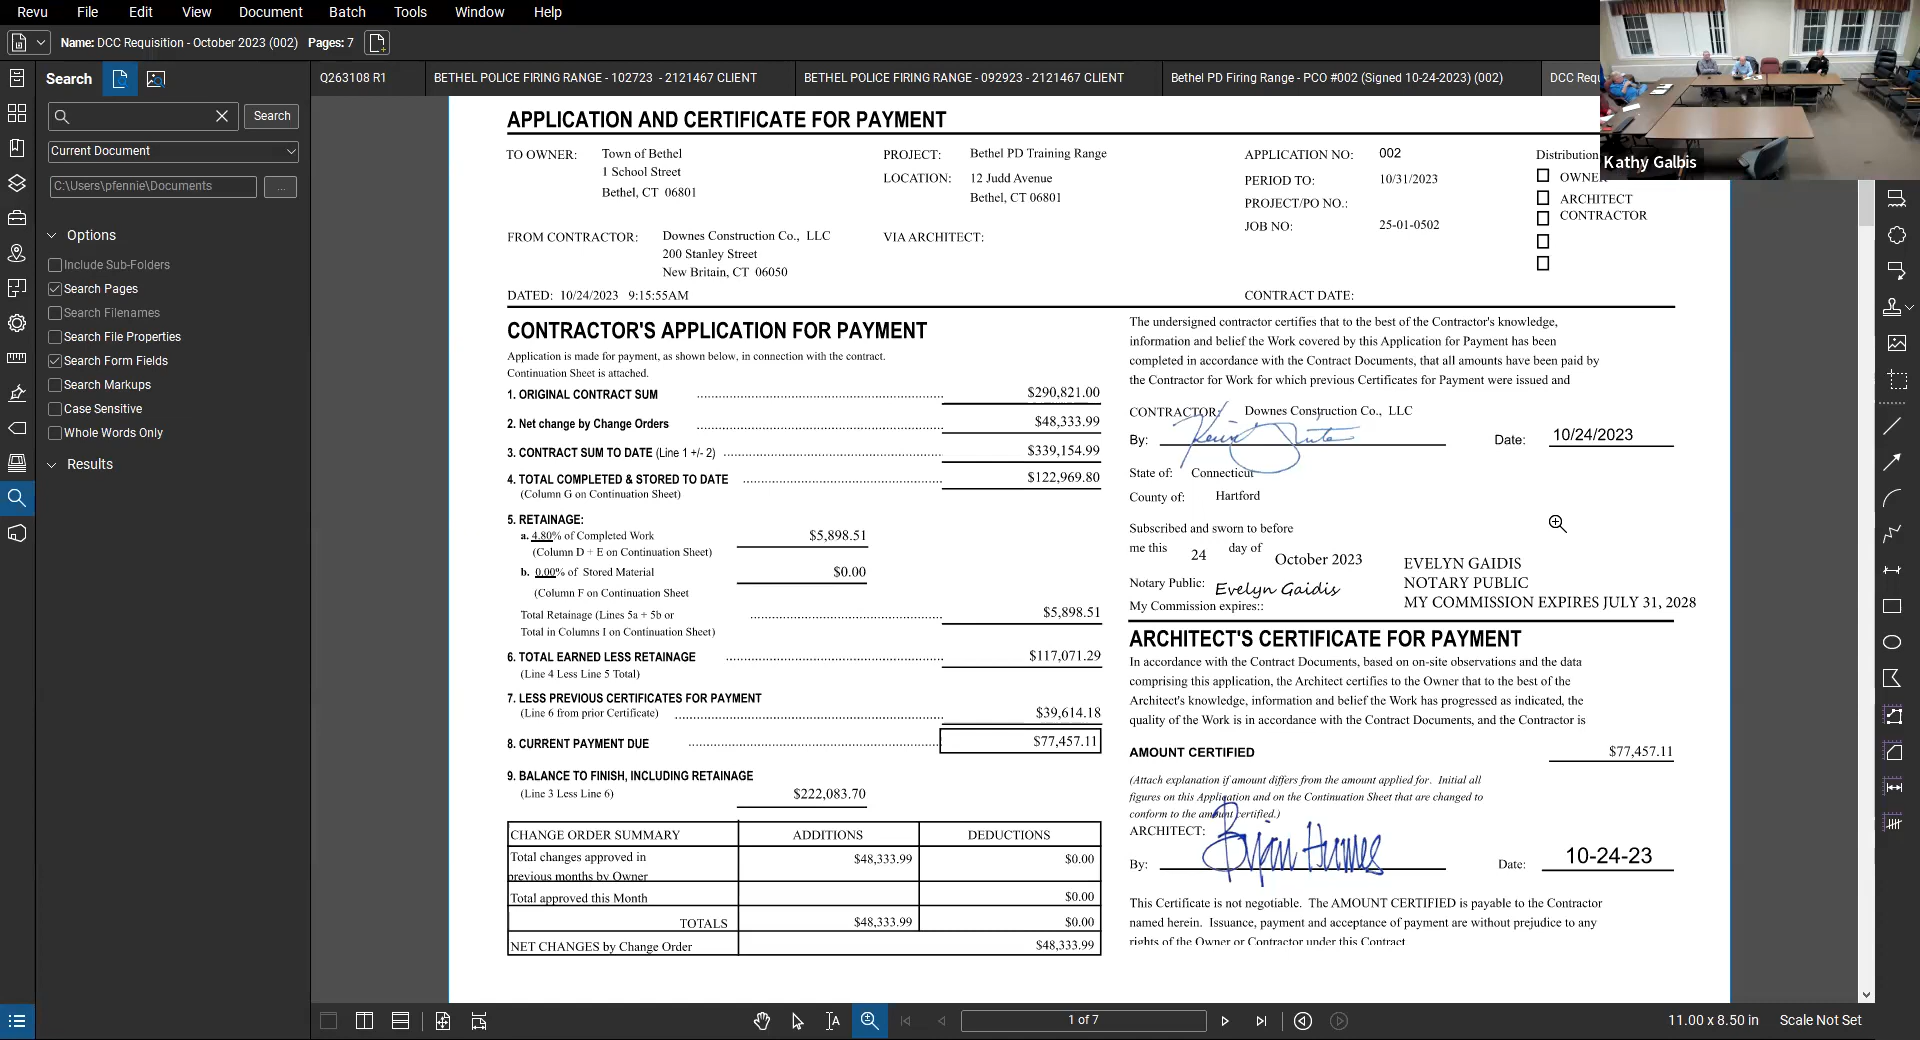 Revu File Edit View Document Batch Tools Window Help
Name: DCC Requisition - October 2023 (002) Pages: 7
Search
Search
Current Document
C:\Users\pfennie\Documents
...
Options
Include Sub-Folders
Search Pages
Search Filenames
Search File Properties
Search Form Fields
Search Markups
Case Sensitive
Whole Words Only
Results
Q263108 R1 BETHEL POLICE FIRING RANGE - 102723 - 2121467 CLIENT BETHEL POLICE FIRING RANGE - 092923 - 2121467 CLIENT Bethel PD Firing Range - PCO #002 (Signed 10-24-2023) (002) DCC Requ
Kathy Galbis
APPLICATION AND CERTIFICATE FOR PAYMENT
TO OWNER: Town of Bethel
1 School Street
Bethel, CT 06801
PROJECT: Bethel PD Training Range
LOCATION: 12 Judd Avenue
Bethel, CT 06801
APPLICATION NO: 002
PERIOD TO: 10/31/2023
PROJECT/PO NO.:
JOB NO: 25-01-0502
Distribution
OWNER
ARCHITECT
CONTRACTOR
FROM CONTRACTOR: Downes Construction Co., LLC
200 Stanley Street
New Britain, CT 06050
VIA ARCHITECT:
DATED: 10/24/2023 9:15:55AM
CONTRACT DATE:
CONTRACTOR'S APPLICATION FOR PAYMENT
Application is made for payment, as shown below, in connection with the contract.
Continuation Sheet is attached.
1. ORIGINAL CONTRACT SUM $290,821.00
2. Net change by Change Orders $48,333.99
3. CONTRACT SUM TO DATE (Line 1 +/- 2) $339,154.99
4. TOTAL COMPLETED & STORED TO DATE $122,969.80
(Column G on Continuation Sheet)
5. RETAINAGE:
a. 4.80% of Completed Work $5,898.51
(Column D + E on Continuation Sheet)
b. 0.00% of Stored Material $0.00
(Column F on Continuation Sheet
Total Retainage (Lines 5a + 5b or $5,898.51
Total in Columns I on Continuation Sheet)
6. TOTAL EARNED LESS RETAINAGE $117,071.29
(Line 4 Less Line 5 Total)
7. LESS PREVIOUS CERTIFICATES FOR PAYMENT
(Line 6 from prior Certificate) $39,614.18
8. CURRENT PAYMENT DUE $77,457.11
9. BALANCE TO FINISH, INCLUDING RETAINAGE
(Line 3 Less Line 6) $222,083.70
CHANGE ORDER SUMMARY ADDITIONS DEDUCTIONS
Total changes approved in
previous months by Owner $48,333.99 $0.00
Total approved this Month $0.00
TOTALS $48,333.99 $0.00
NET CHANGES by Change Order $48,333.99
The undersigned contractor certifies that to the best of the Contractor's knowledge,
information and belief the Work covered by this Application for Payment has been
completed in accordance with the Contract Documents, that all amounts have been paid by
the Contractor for Work for which previous Certificates for Payment were issued and
CONTRACTOR: Downes Construction Co., LLC
By: Date: 10/24/2023
State of: Connecticut
County of: Hartford
Subscribed and sworn to before
me this 24 day of October 2023
EVELYN GAIDIS
NOTARY PUBLIC
MY COMMISSION EXPIRES JULY 31, 2028
Notary Public: Evelyn Gaidis
My Commission expires::
ARCHITECT'S CERTIFICATE FOR PAYMENT
In accordance with the Contract Documents, based on on-site observations and the data
comprising this application, the Architect certifies to the Owner that to the best of the
Architect's knowledge, information and belief the Work has progressed as indicated, the
quality of the Work is in accordance with the Contract Documents, and the Contractor is
AMOUNT CERTIFIED $77,457.11
(Attach explanation if amount differs from the amount applied for. Initial all
figures on this Application and on the Continuation Sheet that are changed to
conform to the amount certified.)
ARCHITECT:
By: Date: 10-24-23
This Certificate is not negotiable. The AMOUNT CERTIFIED is payable to the Contractor
named herein. Issuance, payment and acceptance of payment are without prejudice to any
rights of the Owner or Contractor under this Contract
1 of 7
11.00 x 8.50 in Scale Not Set